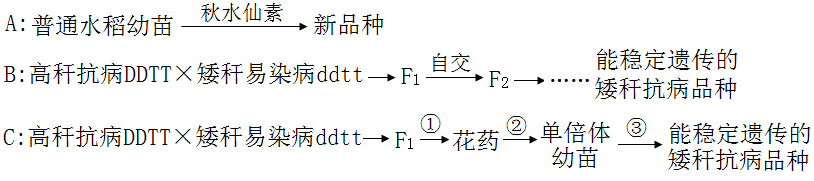 A:普通水稻幼苗 秋水仙素 新品种
B:高秆抗病DDTT×矮秆易染病ddtt F₁ 自交 F₂ …… 能稳定遗传的
矮秆抗病品种
C:高秆抗病DDTT×矮秆易染病ddtt F₁ ① 花药 ② 单倍体
幼苗 ③ 能稳定遗传的
矮秆抗病品种